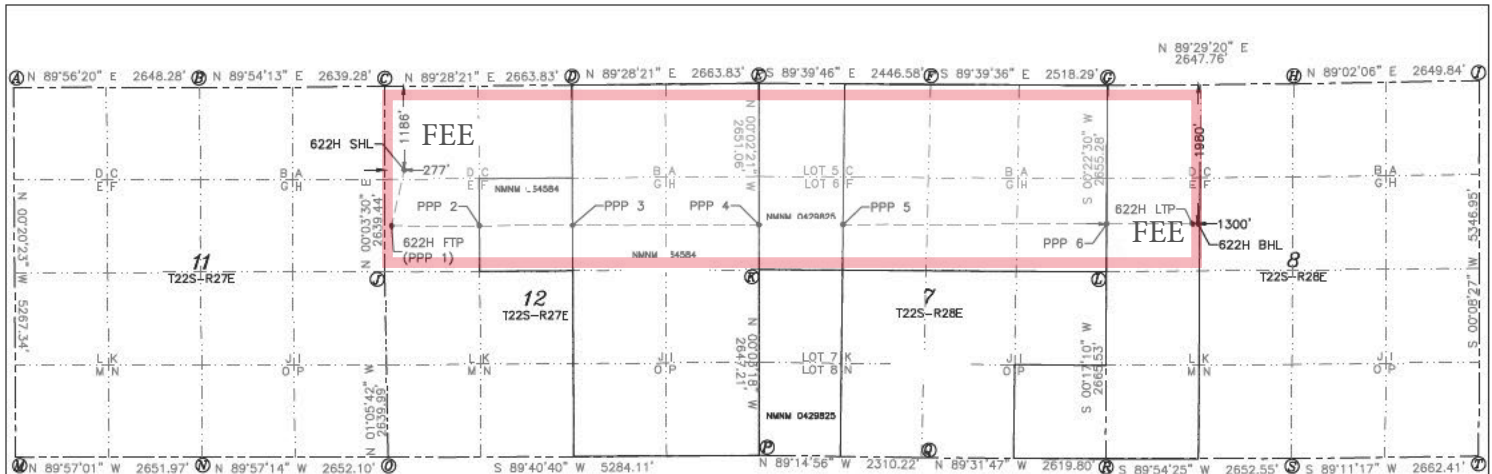 N 89°29'20" E
2647.76'
A N 89°56'20" E 2648.28' B N 89°54'13" E 2639.28' C N 89°28'21" E 2663.83' D N 89°28'21" E 2663.83' E S 89°39'46" E 2446.58' F S 89°39'36" E 2518.29' G H N 89°02'06" E 2649.84' I
1186'
FEE
622H SHL
277'
N 00°02'21" W
2651.06'
S 00°22'30" W
2655.28'
1980'
D C
E F
B A
G H
D C
E F
NMNM
54584
B A
G H
LOT 5 C
LOT 6 F
B A
G H
D C
E F
B A
G H
N 00°20'23" W 5267.34'
N 00°03'30" E
2639.44'
PPP 2
PPP 3
PPP 4
NMNM 0429825
PPP 5
622H LTP
1300'
FEE
PPP 6
622H BHL
622H FTP
(PPP 1)
NMNM 54584
S 00°08'27" W 5346.95'
11
T22S-R27E
J
12
T22S-R27E
K
7
T22S-R28E
L
8
T22S-R28E
L K
M N
J I
O P
L K
M N
J I
O P
LOT 7 K
LOT 8 N
J I
O P
L K
M N
J I
O P
N 01°05'42" W
2639.99'
2647.21'
S 00°17'10" W
2665.53'
NMNM 0429825
M N 89°57'01" W 2651.97' N N 89°57'14" W 2652.10' O S 89°40'40" W 5284.11' P N 89°14'56" W 2310.22' Q N 89°31'47" W 2619.80' R S 89°54'25" W 2652.55' S S 89°11'17" W 2662.41' T